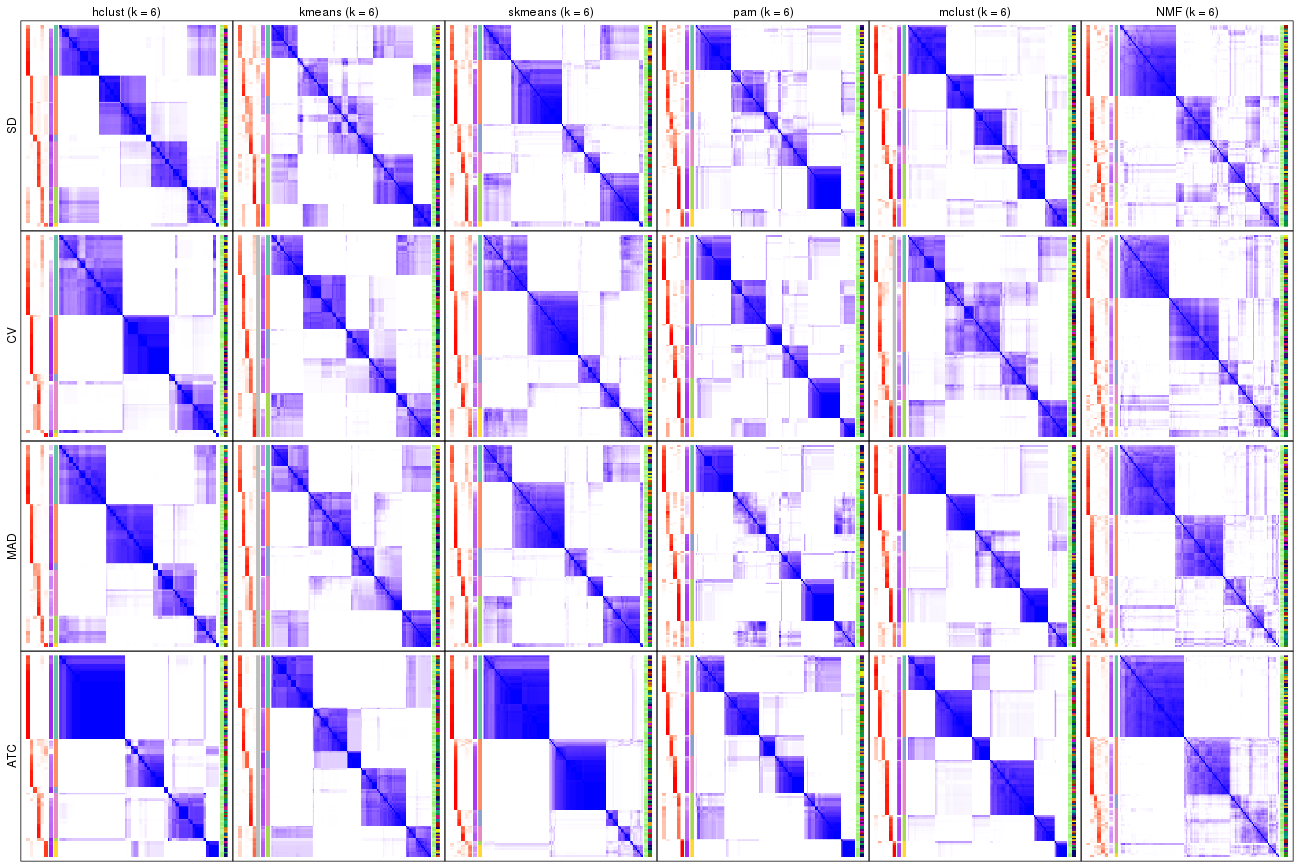 hclust (k = 6)
kmeans (k = 6)
skmeans (k = 6)
pam (k = 6)
mclust (k = 6)
NMF (k = 6)
SD
CV
MAD
ATC